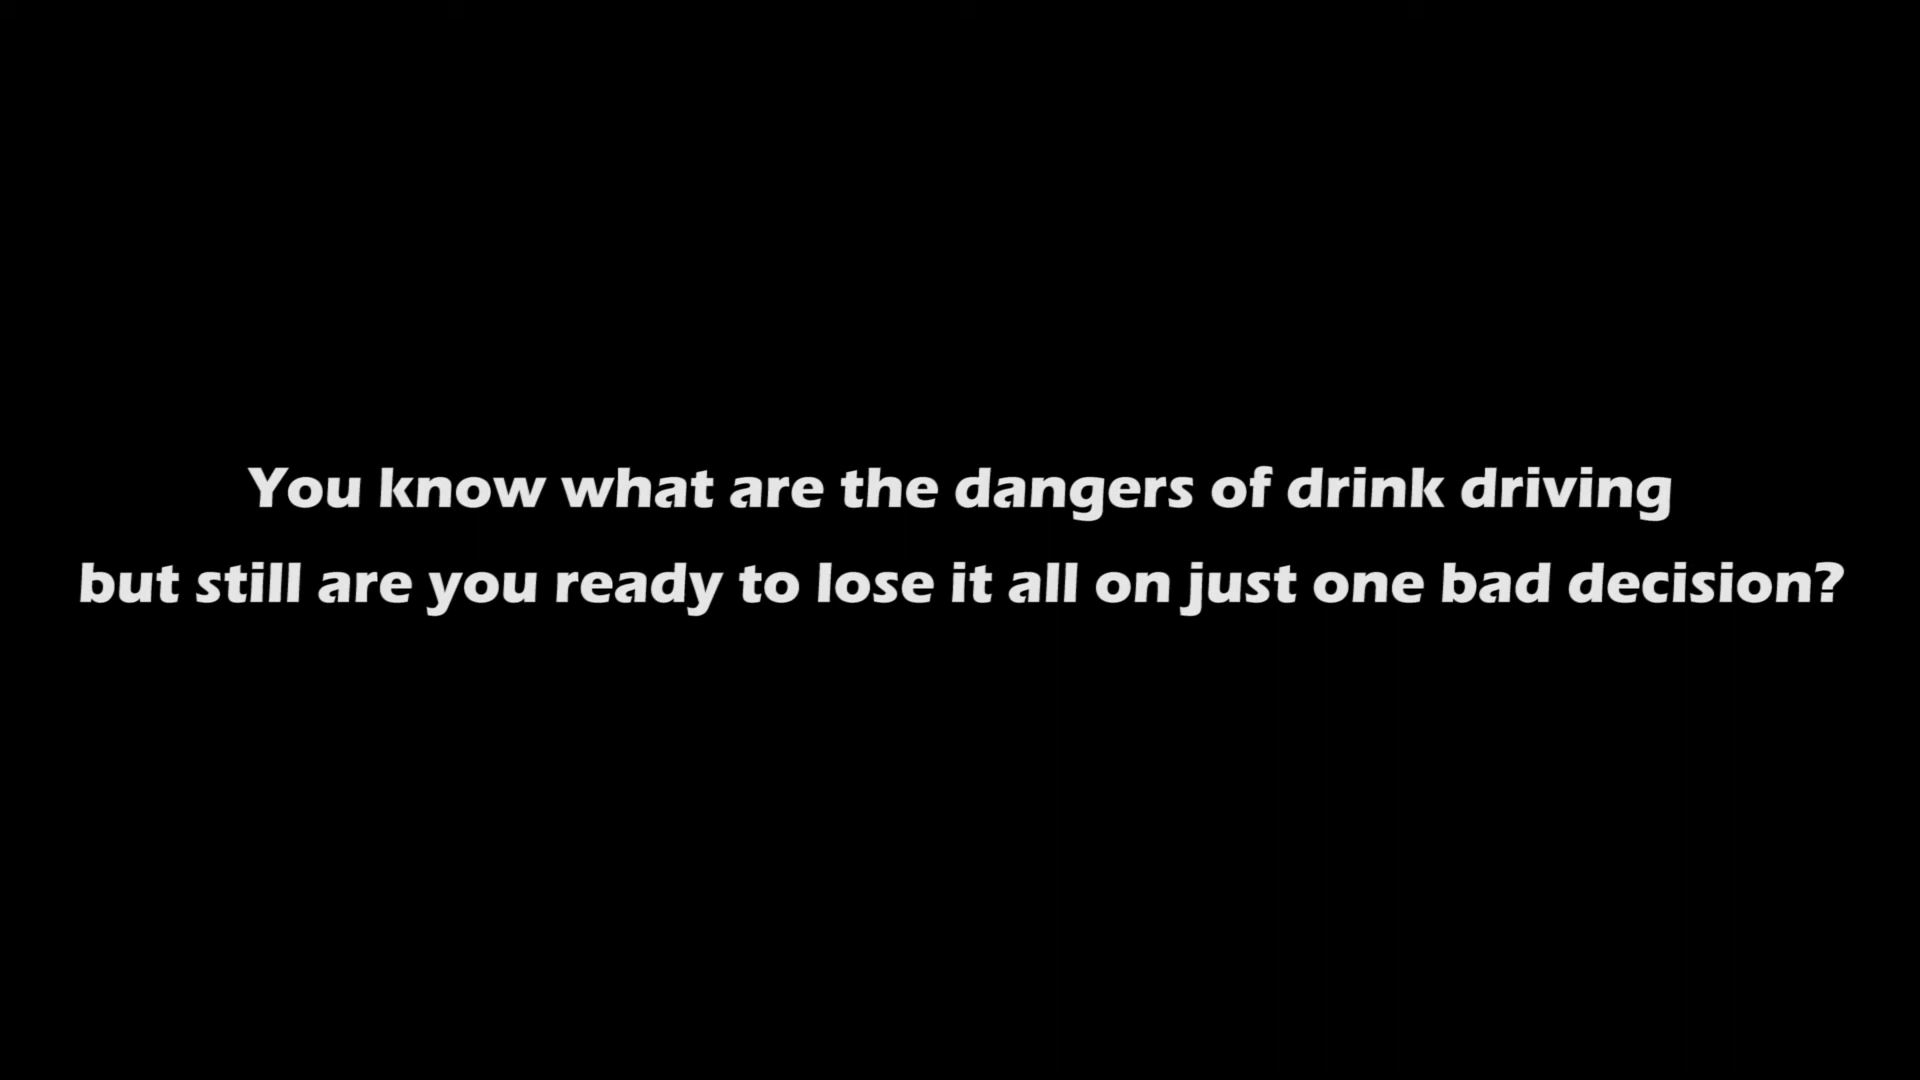 You know what are the dangers of drink driving
but still are you ready to lose it all on just one bad decision?